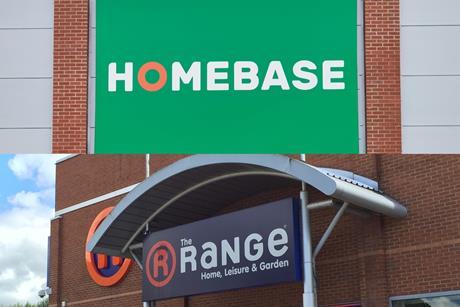 HOMEBASE
R The
RANGE
Home, Leisure & Garden